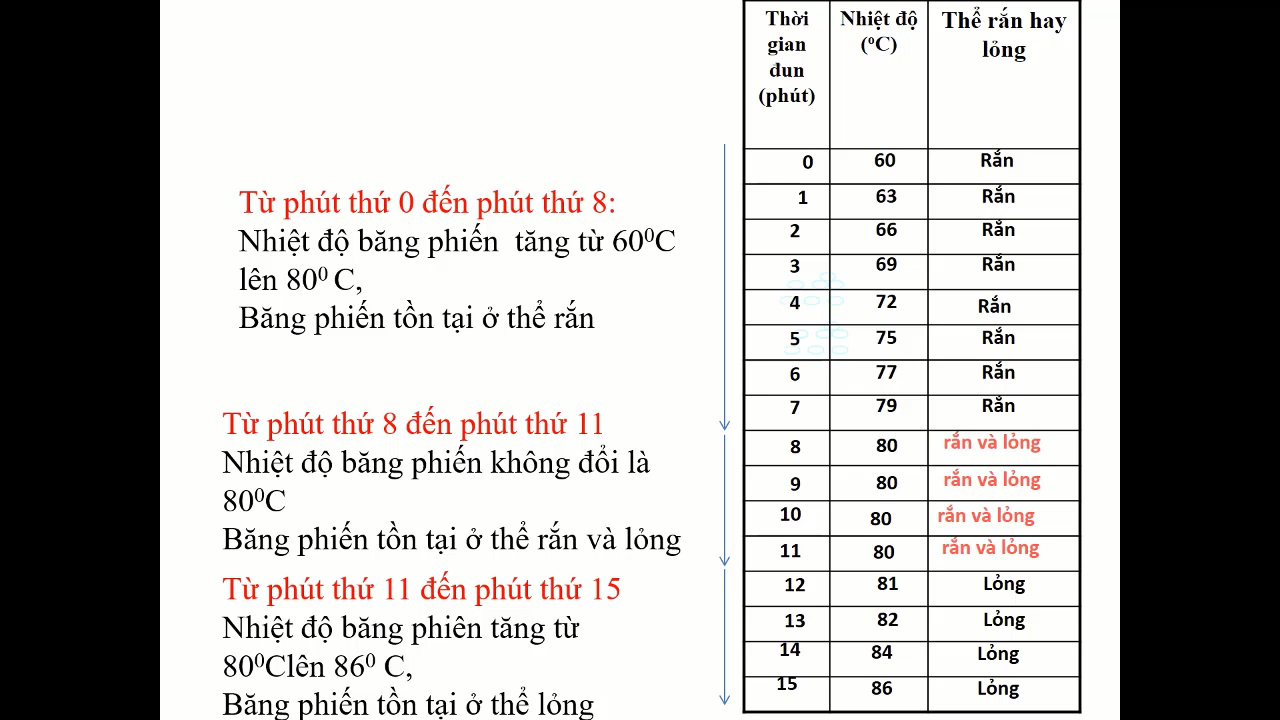 Từ phút thứ 0 đến phút thứ 8:
Nhiệt độ băng phiến tăng từ 60⁰C
lên 80⁰ C,
Băng phiến tồn tại ở thể rắn
Từ phút thứ 8 đến phút thứ 11
Nhiệt độ băng phiến không đổi là
80⁰C
Băng phiến tồn tại ở thể rắn và lỏng
Từ phút thứ 11 đến phút thứ 15
Nhiệt độ băng phiên tăng từ
80⁰Clên 86⁰ C,
Băng phiến tồn tại ở thể lỏng
Thời
gian
đun
(phút)
Nhiệt độ
(⁰C)
Thể rắn hay
lỏng
0 60 Rắn
1 63 Rắn
2 66 Rắn
3 69 Rắn
4 72 Rắn
5 75 Rắn
6 77 Rắn
7 79 Rắn
8 80 rắn và lỏng
9 80 rắn và lỏng
10 80 rắn và lỏng
11 80 rắn và lỏng
12 81 Lỏng
13 82 Lỏng
14 84 Lỏng
15 86 Lỏng